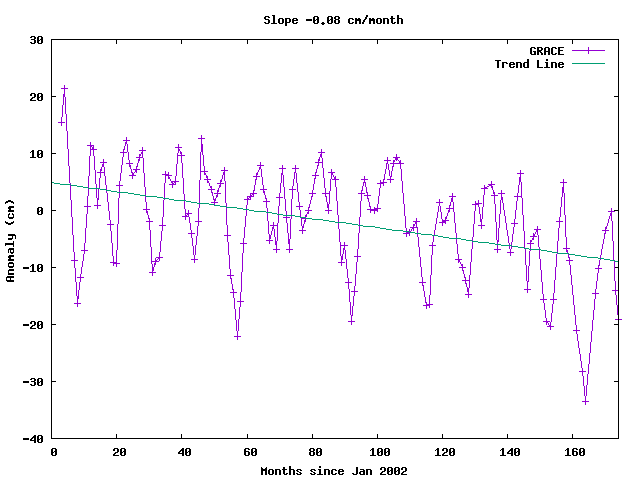 Slope -0.08 cm/month
GRACE
Trend Line
30
20
10
0
-10
-20
-30
-40
Anomaly (cm)
0 20 40 60 80 100 120 140 160
Months since Jan 2002